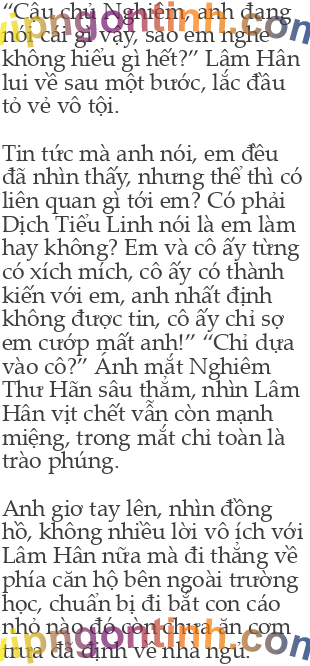 “Cậu chủ Nghiêm, anh đang
nói cái gì vậy, sao em nghe
không hiểu gì hết?” Lâm Hân
lui về sau một bước, lắc đầu
tỏ vẻ vô tội.

Tin tức mà anh nói, em đều
đã nhìn thấy, nhưng thể thì có
liên quan gì tới em? Có phải
Dịch Tiểu Linh nói là em làm
hay không? Em và cô ấy từng
có xích mích, cô ấy có thành
kiến với em, anh nhất định
không được tin, cô ấy chỉ sợ
em cướp mất anh!” “Chỉ dựa
vào cô?” Ánh mắt Nghiêm
Thư Hãn sâu thẳm, nhìn Lâm
Hân vịt chết vẫn còn mạnh
miệng, trong mắt chỉ toàn là
trào phúng.

Anh giơ tay lên, nhìn đồng
hồ, không nhiều lời vô ích với
Lâm Hân nữa mà đi thẳng về
phía căn hộ bên ngoài trường
học, chuẩn bị đi bắt con cáo
nhỏ nào đó còn chưa ăn cơm
trưa đã định về nhà ngủ.
vipngontinh.com
vipngontinh.com